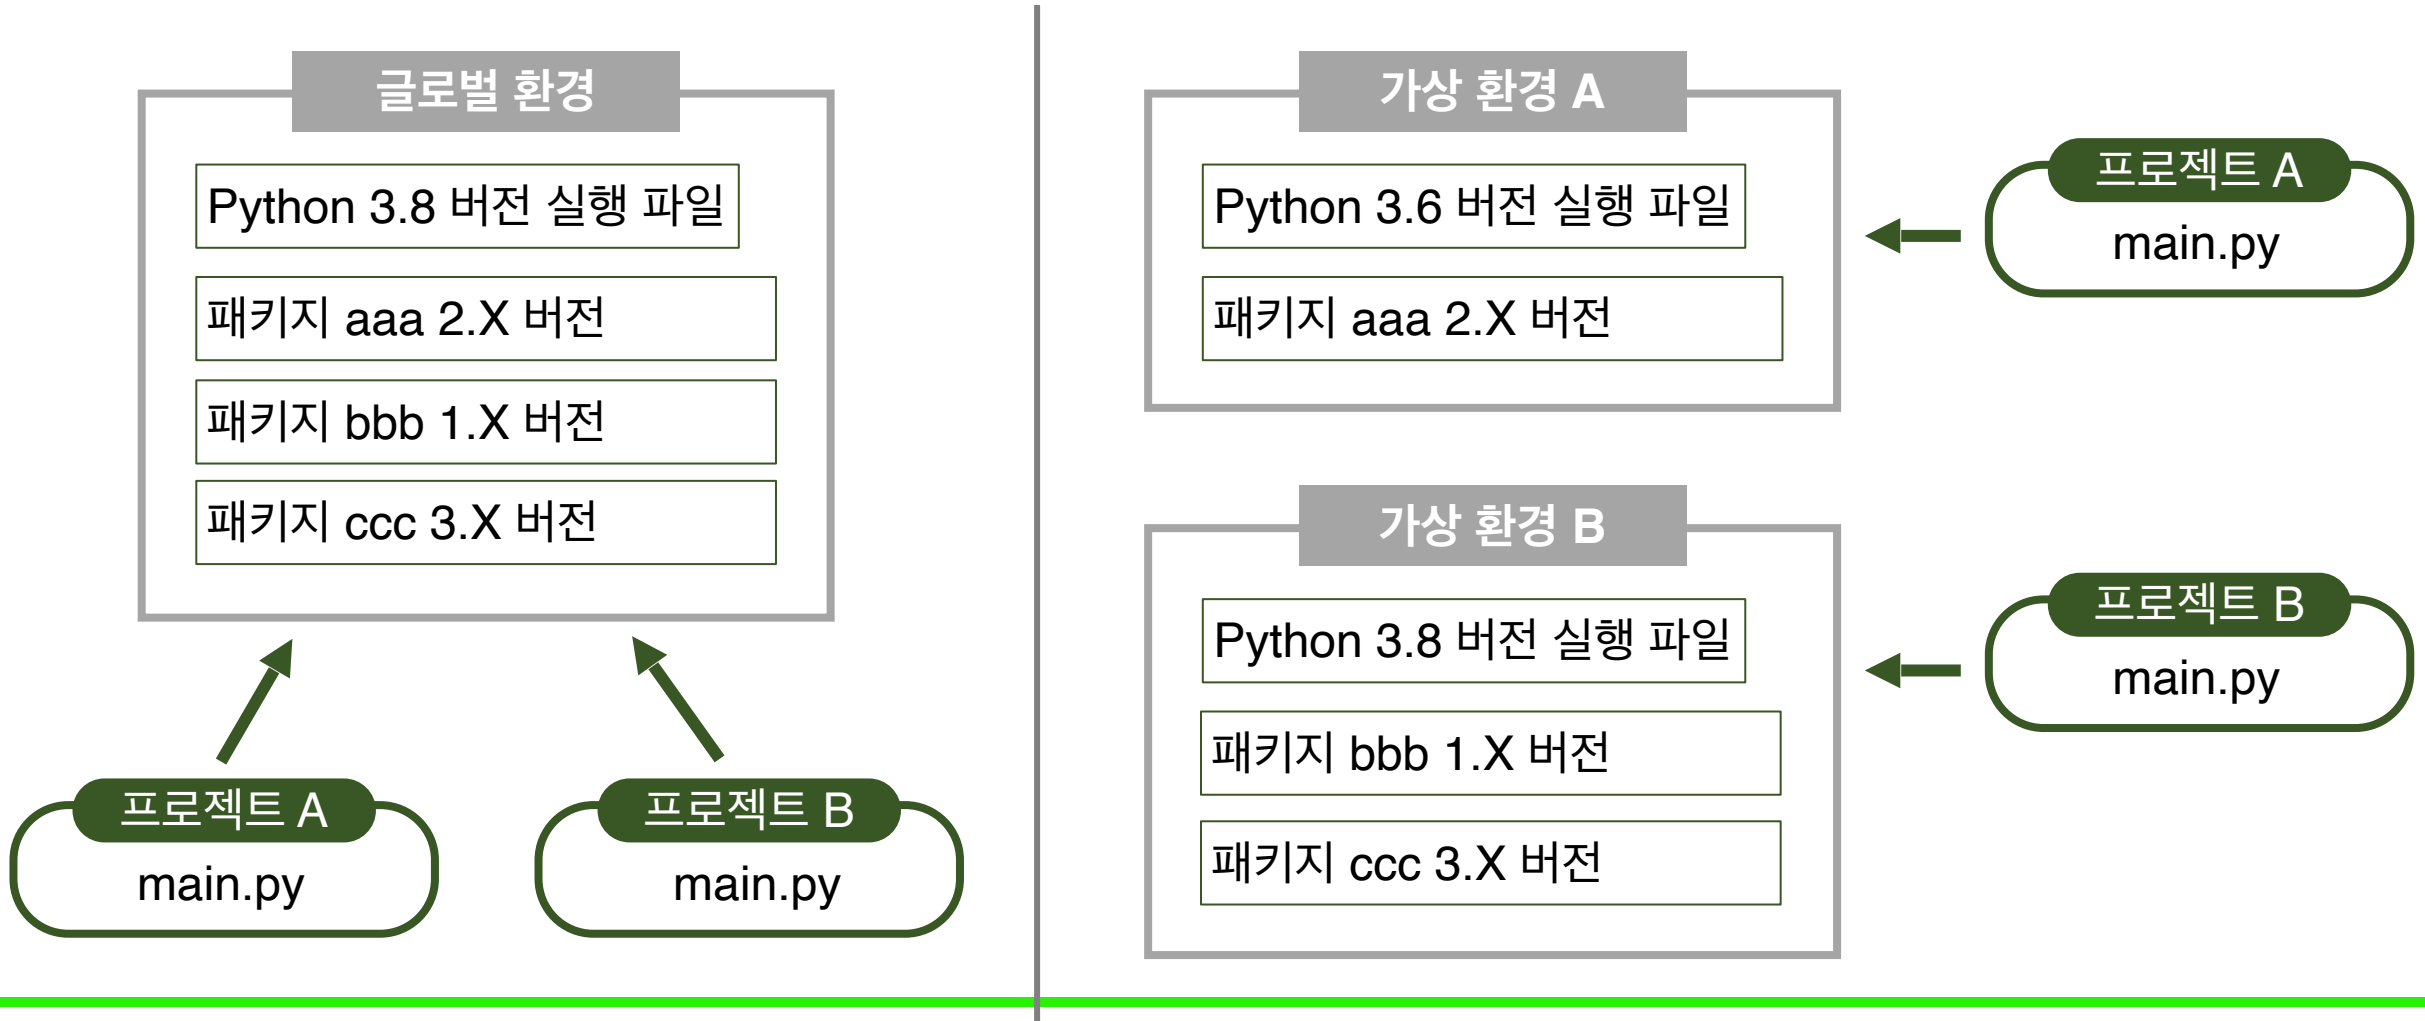 글로벌 환경
Python 3.8 버전 실행 파일
패키지 aaa 2.X 버전
패키지 bbb 1.X 버전
패키지 ccc 3.X 버전
프로젝트 A
main.py
프로젝트 B
main.py
가상 환경 A
Python 3.6 버전 실행 파일
패키지 aaa 2.X 버전
프로젝트 A
main.py
가상 환경 B
Python 3.8 버전 실행 파일
패키지 bbb 1.X 버전
패키지 ccc 3.X 버전
프로젝트 B
main.py